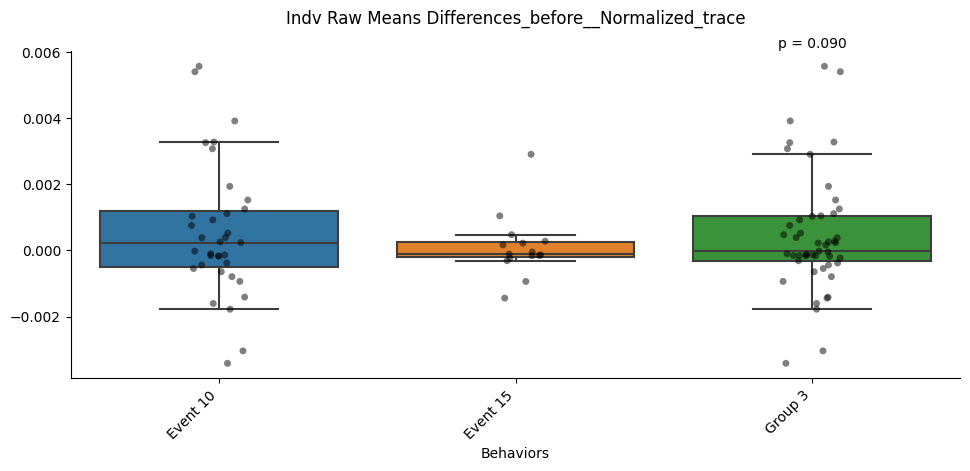 Indv Raw Means Differences_before__Normalized_trace
p = 0.090
0.006
0.004
0.002
0.000
−0.002
Event 10
Event 15
Group 3
Behaviors